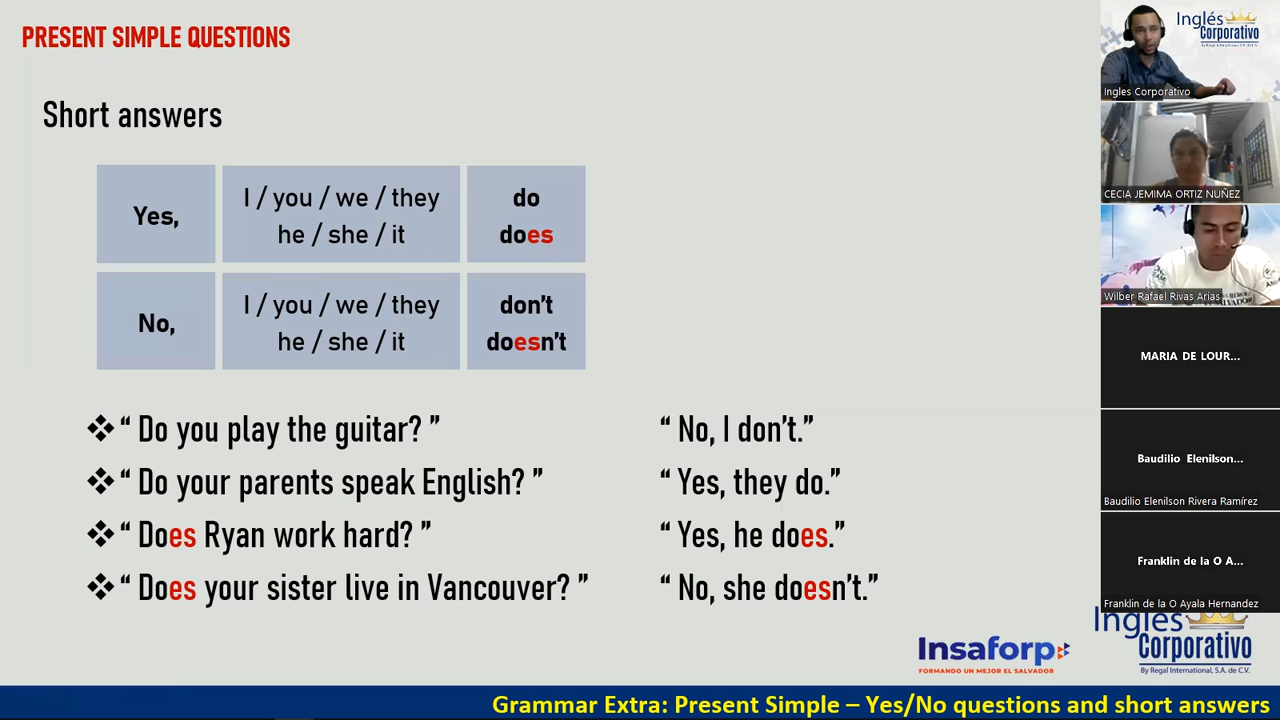 PRESENT SIMPLE QUESTIONS
Short answers
Yes,
I / you / we / they
he / she / it
do
does
No,
I / you / we / they
he / she / it
don't
doesn't
❖ “ Do you play the guitar? ”
“ No, I don't.”
❖ “ Do your parents speak English? ”
“ Yes, they do.”
❖ “ Does Ryan work hard? ”
“ Yes, he does.”
❖ “ Does your sister live in Vancouver? ”
“ No, she doesn't.”
Insaforp
FORMANDO UN MEJOR EL SALVADOR
Inglés
Corporativo
By Regal International, S.A. de C.V.
Grammar Extra: Present Simple – Yes/No questions and short answers
Inglés
Corporativo
Ingles Corporativo
CECIA JEMIMA ORTIZ NUÑEZ
Wilber Rafael Rivas Arias
MARIA DE LOUR...
Baudilio Elenilson...
Baudilio Elenilson Rivera Ramírez
Franklin de la O A...
Franklin de la O Ayala Hernandez